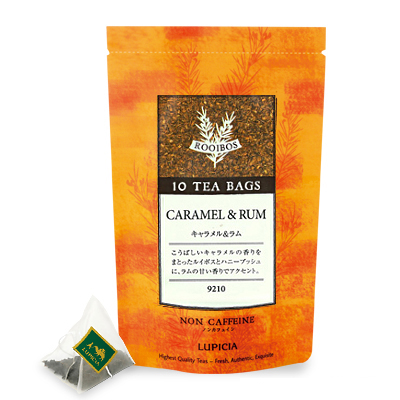 ROOIBOS
10 TEA BAGS
CARAMEL & RUM
キャラメル&ラム
こうばしいキャラメルの香りを
まとったルイボスとハニーブッシュ
に、ラムの甘い香りでアクセント。
9210
NON CAFFEINE
ノンカフェイン
LUPICIA
Highest Quality Teas – Fresh, Authentic, Exquisite
LUPICIA